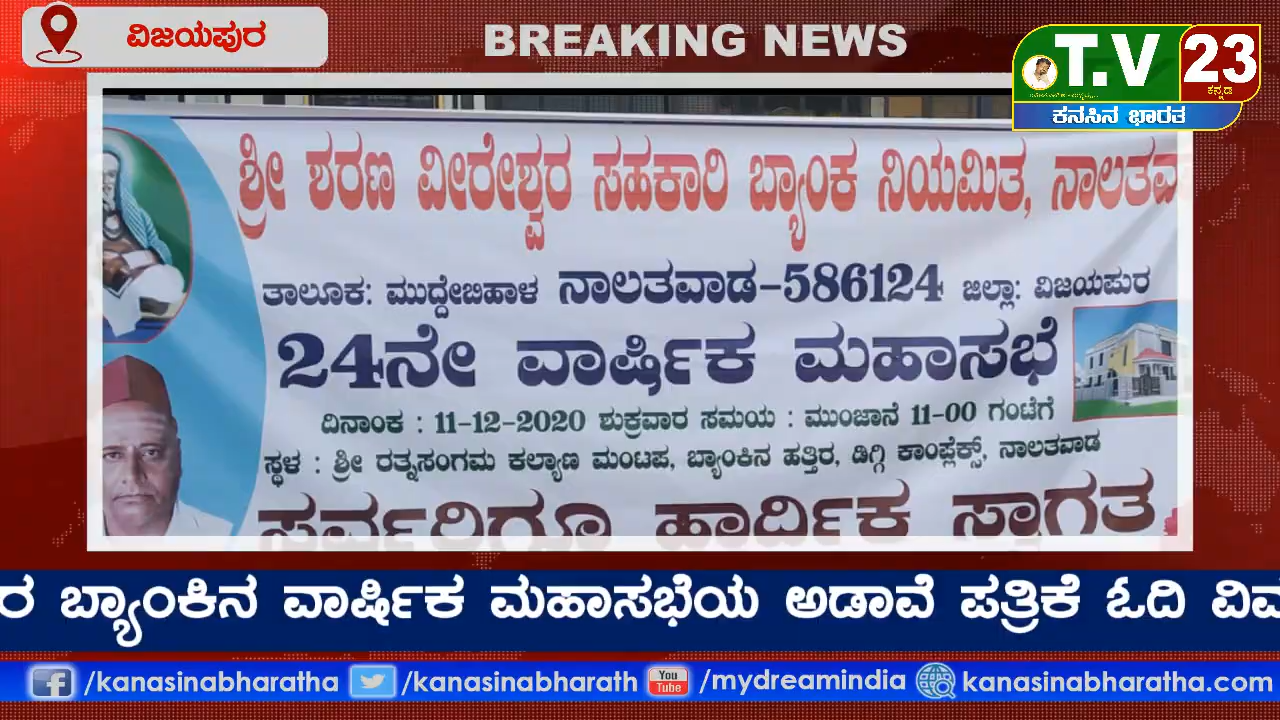 ವಿಜಯಪುರ
BREAKING NEWS
T.V 23
ಕನ್ನಡ
ಕನಸಿನ ಭಾರತ
ಶ್ರೀ ಶರಣ ವೀರೇಶ್ವರ ಸಹಕಾರಿ ಬ್ಯಾಂಕ ನಿಯಮಿತ, ನಾಲತವಾ
ತಾಲೂಕ: ಮುದ್ದೇಬಿಹಾಳ ನಾಲತವಾಡ-586124 ಜಿಲ್ಲಾ: ವಿಜಯಪುರ
24ನೇ ವಾರ್ಷಿಕ ಮಹಾಸಭೆ
ದಿನಾಂಕ : 11-12-2020 ಶುಕ್ರವಾರ ಸಮಯ : ಮುಂಜಾನೆ 11-00 ಗಂಟೆಗೆ
ಸ್ಥಳ : ಶ್ರೀ ರತ್ನಸಂಗಮ ಕಲ್ಯಾಣ ಮಂಟಪ, ಬ್ಯಾಂಕಿನ ಹತ್ತಿರ, ಡಿಗ್ಗಿ ಕಾಂಪ್ಲೆಕ್ಸ್, ನಾಲತವಾಡ
ಸರ್ವರಿಗೂ ಹಾರ್ದಿಕ ಸ್ವಾಗತ
ರ ಬ್ಯಾಂಕಿನ ವಾರ್ಷಿಕ ಮಹಾಸಭೆಯ ಅಡಾವೆ ಪತ್ರಿಕೆ ಓದಿ ವಿವ
/kanasinabharatha /kanasinabharath You Tube /mydreamindia kanasinabharatha.com